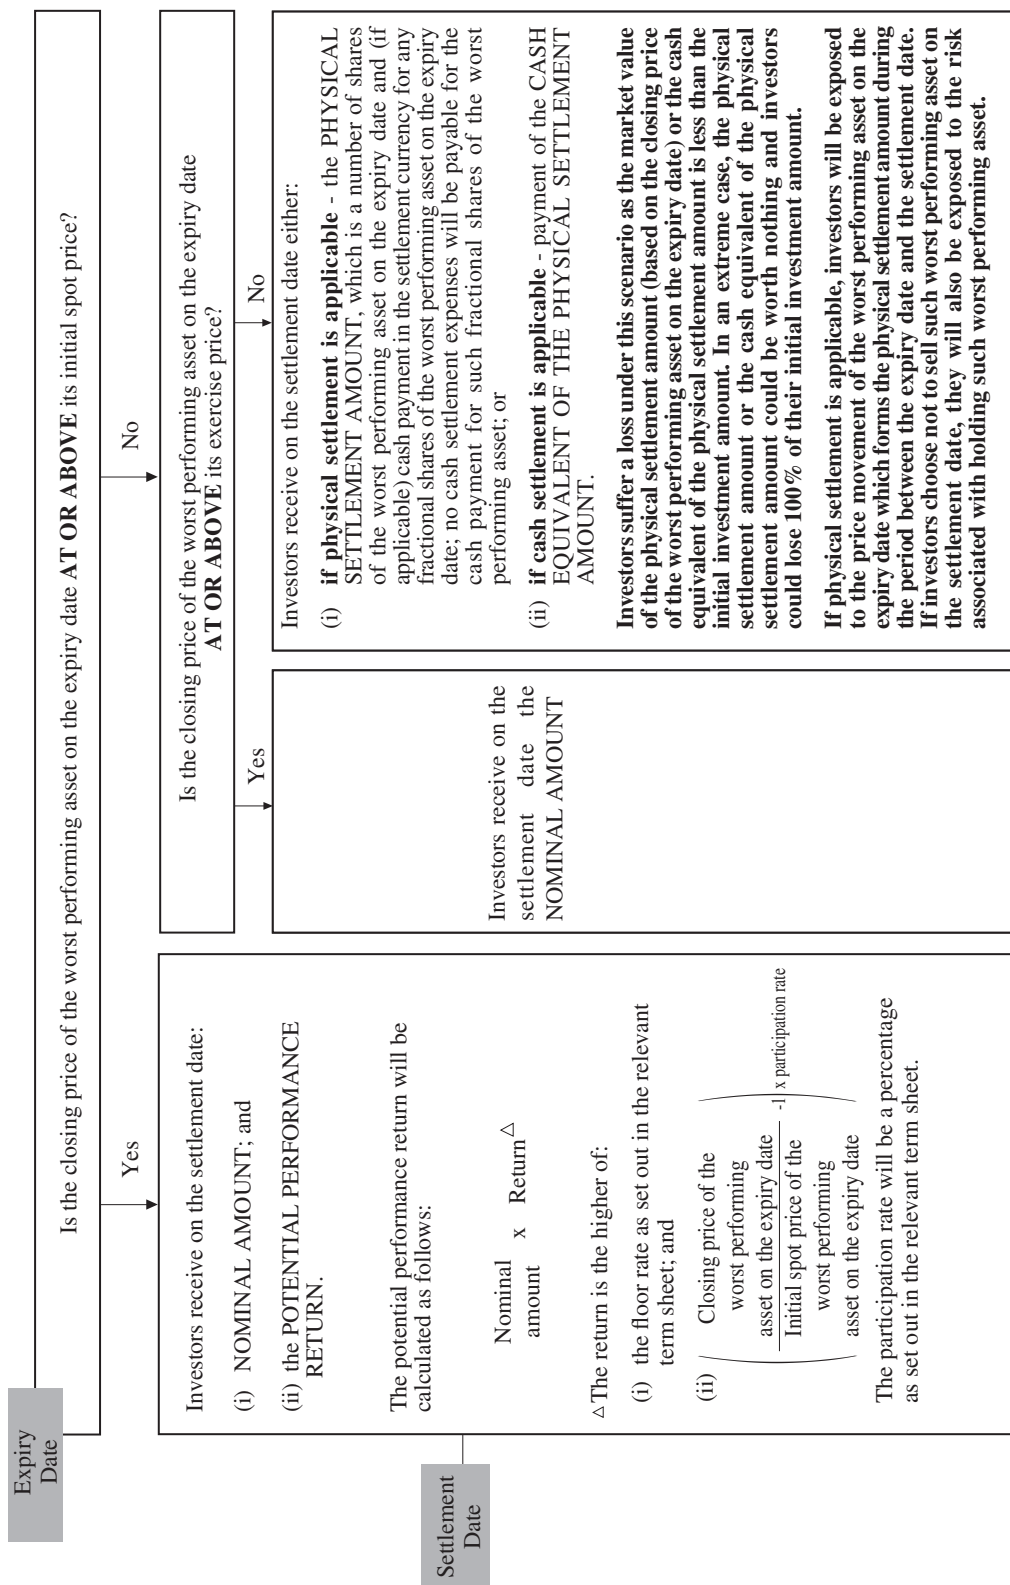 Expiry
Date
Is the closing price of the worst performing asset on the expiry date AT OR ABOVE its initial spot price?
Yes
No
Is the closing price of the worst performing asset on the expiry date
AT OR ABOVE its exercise price?
Yes
No
Settlement
Date
Investors receive on the settlement date:
(i) NOMINAL AMOUNT; and
(ii) the POTENTIAL PERFORMANCE
RETURN.
The potential performance return will be
calculated as follows:
Nominal
amount x Return△
△The return is the higher of:
(i) the floor rate as set out in the relevant
term sheet; and
(ii) ( Closing price of the
worst performing
asset on the expiry date
Initial spot price of the
worst performing
asset on the expiry date
-1 ) x participation rate
The participation rate will be a percentage
as set out in the relevant term sheet.
Investors receive on the
settlement date the
NOMINAL AMOUNT
Investors receive on the settlement date either:
(i) if physical settlement is applicable - the PHYSICAL
SETTLEMENT AMOUNT, which is a number of shares
of the worst performing asset on the expiry date and (if
applicable) cash payment in the settlement currency for any
fractional shares of the worst performing asset on the expiry
date; no cash settlement expenses will be payable for the
cash payment for such fractional shares of the worst
performing asset; or
(ii) if cash settlement is applicable - payment of the CASH
EQUIVALENT OF THE PHYSICAL SETTLEMENT
AMOUNT.
Investors suffer a loss under this scenario as the market value
of the physical settlement amount (based on the closing price
of the worst performing asset on the expiry date) or the cash
equivalent of the physical settlement amount is less than the
initial investment amount. In an extreme case, the physical
settlement amount or the cash equivalent of the physical
settlement amount could be worth nothing and investors
could lose 100% of their initial investment amount.
If physical settlement is applicable, investors will be exposed
to the price movement of the worst performing asset on the
expiry date which forms the physical settlement amount during
the period between the expiry date and the settlement date.
If investors choose not to sell such worst performing asset on
the settlement date, they will also be exposed to the risk
associated with holding such worst performing asset.